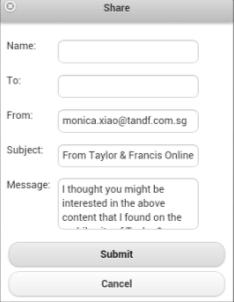 Share
Name:
To:
From:
monica.xiao@tandf.com.sg
Subject:
From Taylor & Francis Online
Message:
I thought you might be
interested in the above
content that I found on the
Submit
Cancel